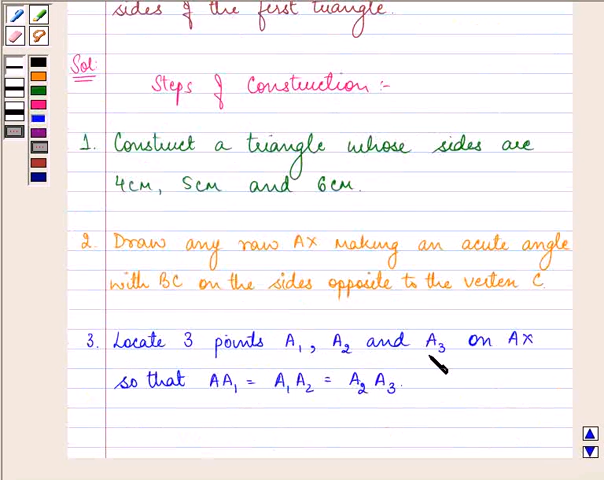 sides of the first triangle.
Sol:
Steps of Construction :-
1. Construct a triangle whose sides are
4cm, 5cm and 6cm.
2. Draw any raw AX making an acute angle
with BC on the sides opposite to the vertex C.
3. Locate 3 points A₁, A₂ and A₃ on AX
so that AA₁ = A₁A₂ = A₂A₃.